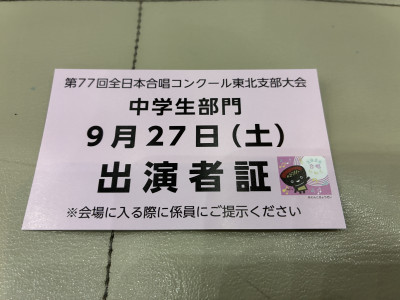 第77回全日本合唱コンクール東北支部大会
中学生部門
9月27日(土)
出演者証
※会場に入る際に係員にご提示ください